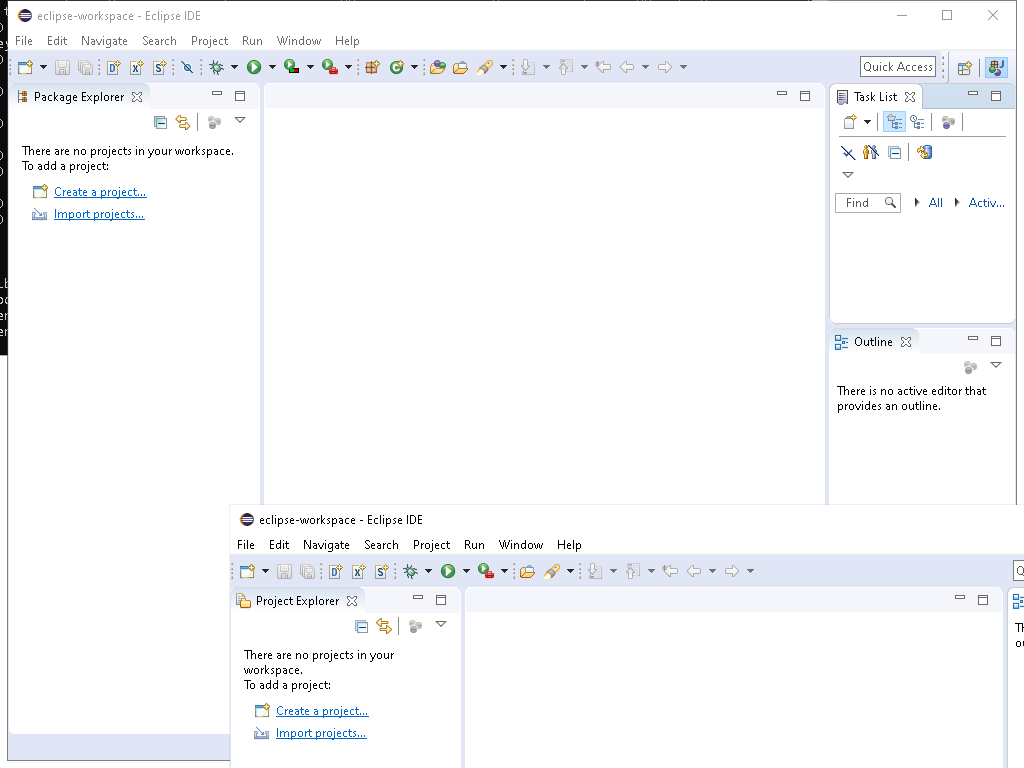 eclipse-workspace - Eclipse IDE
File Edit Navigate Search Project Run Window Help
Quick Access
Package Explorer
Task List
There are no projects in your workspace.
To add a project:
Create a project...
Import projects...
Find
All
Activ...
Outline
There is no active editor that
provides an outline.
eclipse-workspace - Eclipse IDE
File Edit Navigate Search Project Run Window Help
Project Explorer
There are no projects in your
workspace.
To add a project:
Create a project...
Import projects...